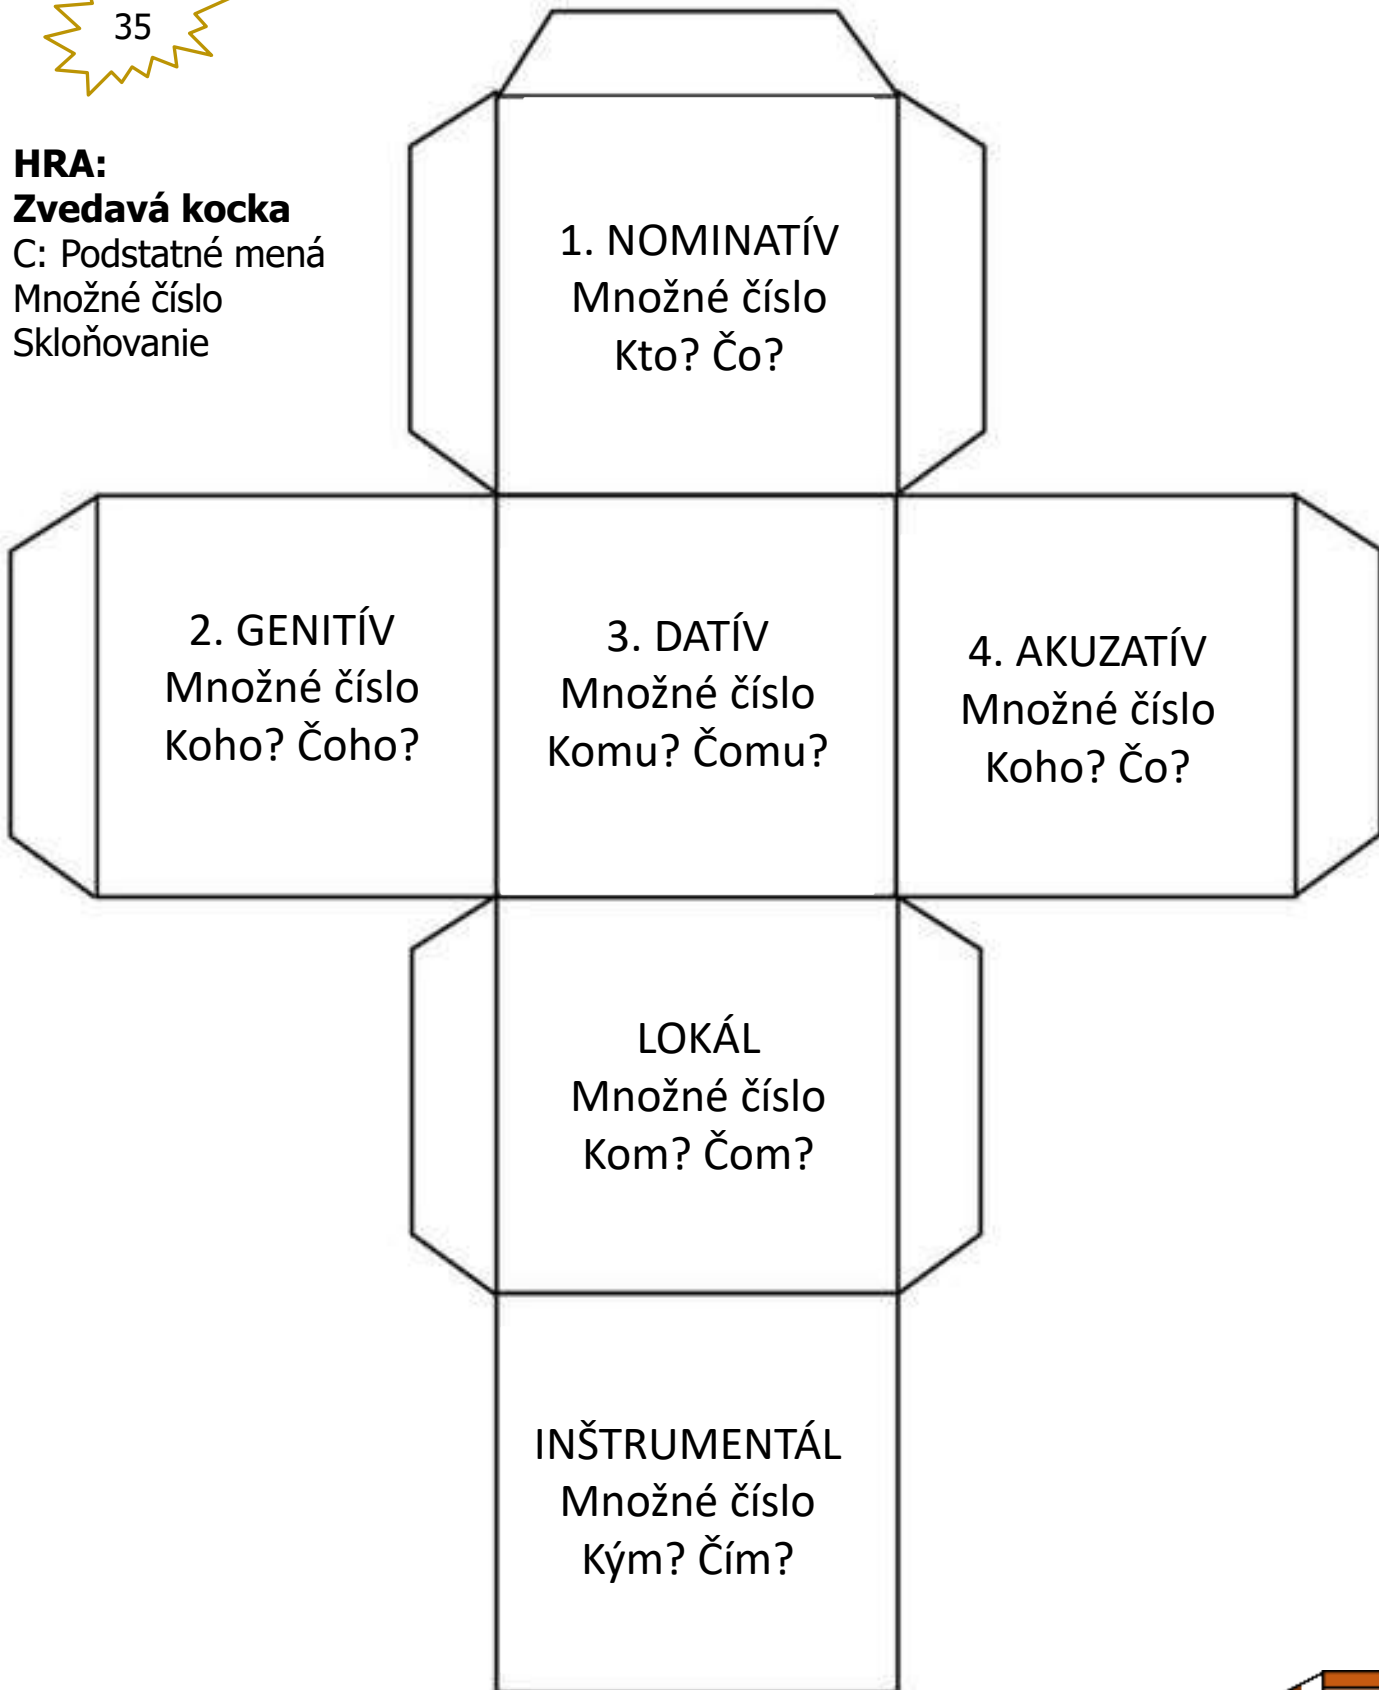 35
HRA:
Zvedavá kocka
C: Podstatné mená
Množné číslo
Skloňovanie
1. NOMINATÍV
Množné číslo
Kto? Čo?
2. GENITÍV
Množné číslo
Koho? Čoho?
3. DATÍV
Množné číslo
Komu? Čomu?
4. AKUZATÍV
Množné číslo
Koho? Čo?
LOKÁL
Množné číslo
Kom? Čom?
INŠTRUMENTÁL
Množné číslo
Kým? Čím?